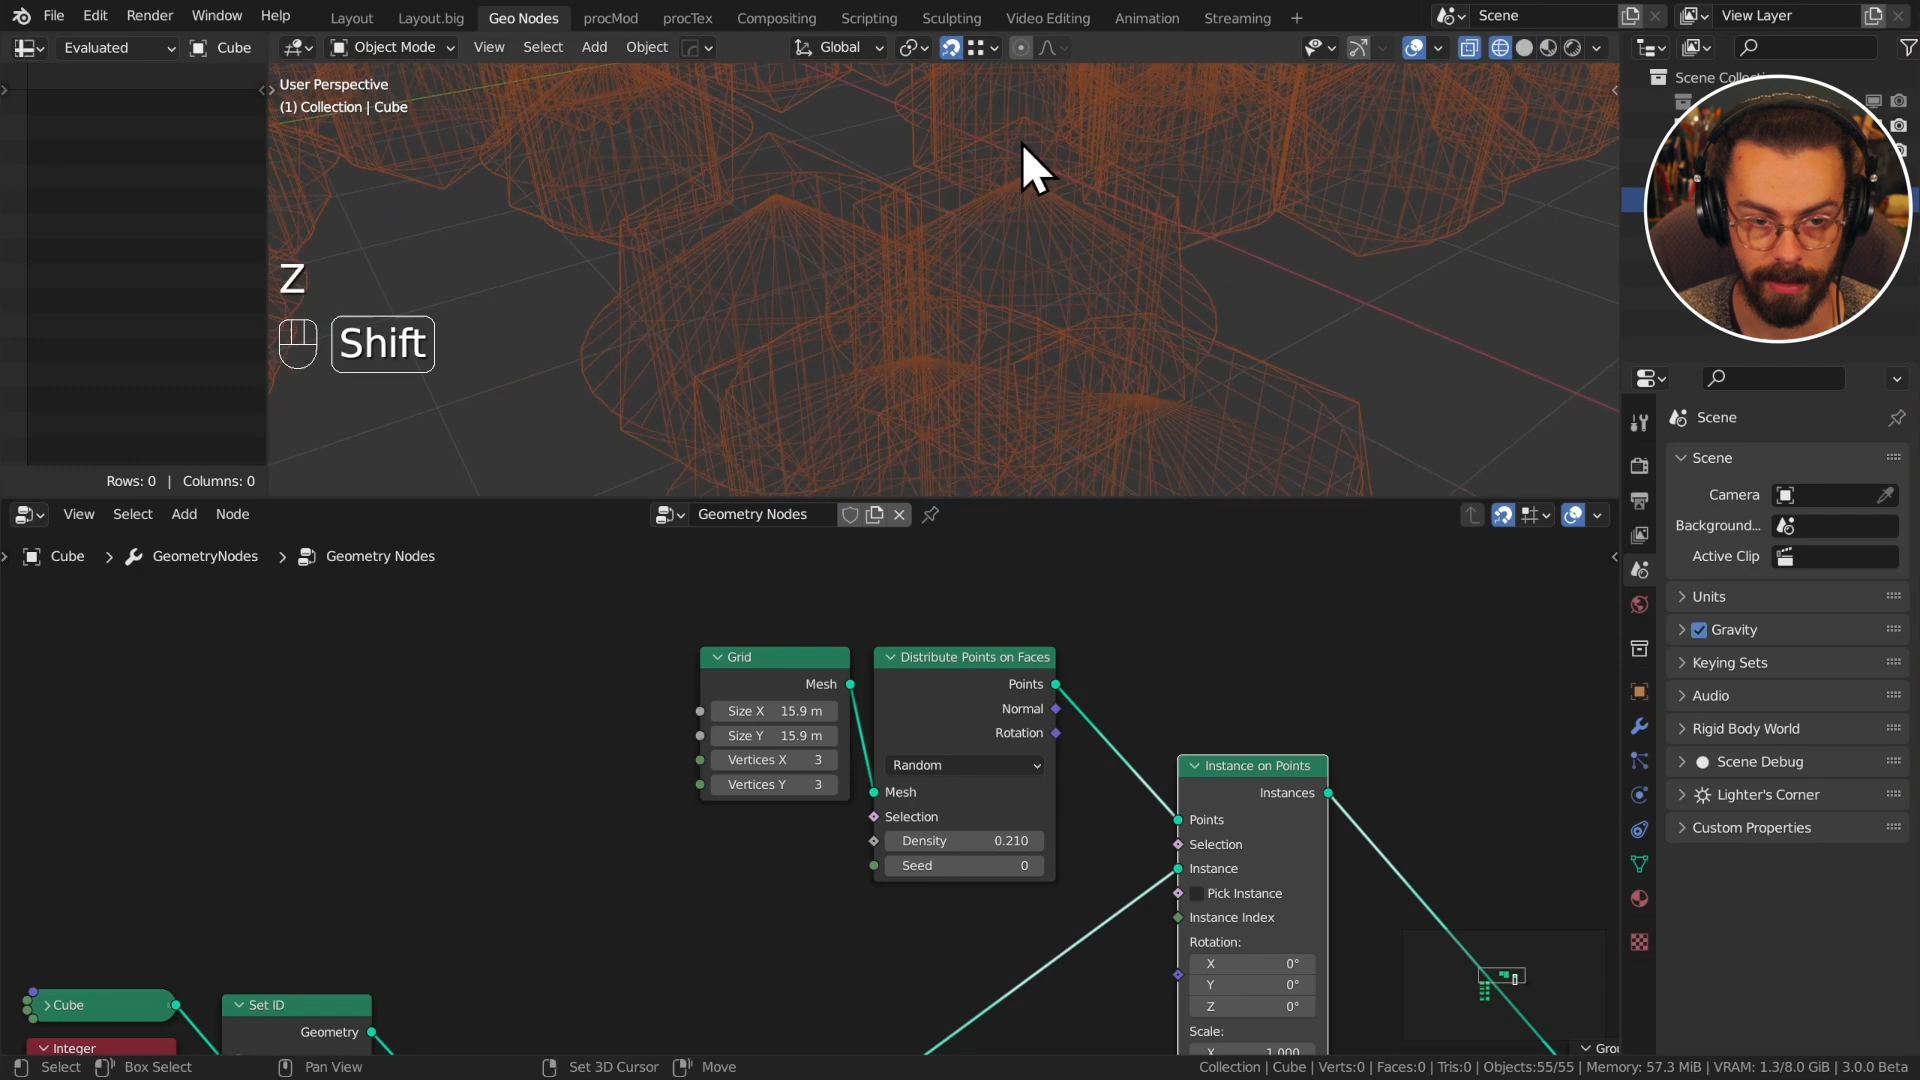 File Edit Render Window Help Layout Layout.big Geo Nodes procMod procTex Compositing Scripting Sculpting Video Editing Animation Streaming + Scene View Layer
Evaluated Cube Object Mode View Select Add Object Global
User Perspective
(1) Collection | Cube
Z
Shift
Rows: 0 | Columns: 0
View Select Add Node Geometry Nodes
Cube > GeometryNodes > Geometry Nodes
Grid
Mesh
Size X 15.9 m
Size Y 15.9 m
Vertices X 3
Vertices Y 3
Distribute Points on Faces
Points
Normal
Rotation
Random
Mesh
Selection
Density 0.210
Seed 0
Instance on Points
Instances
Points
Selection
Instance
Pick Instance
Instance Index
Rotation:
X 0°
Y 0°
Z 0°
Scale:
X 1.000
Cube
Integer
Set ID
Geometry
Grou
Scene Collecti
Scene
Scene
Camera
Background...
Active Clip
Units
Gravity
Keying Sets
Audio
Rigid Body World
Scene Debug
Lighter's Corner
Custom Properties
Select Box Select Pan View Set 3D Cursor Move Collection | Cube | Verts:0 | Faces:0 | Tris:0 | Objects:55/55 | Memory: 57.3 MiB | VRAM: 1.3/8.0 GiB | 3.0.0 Beta